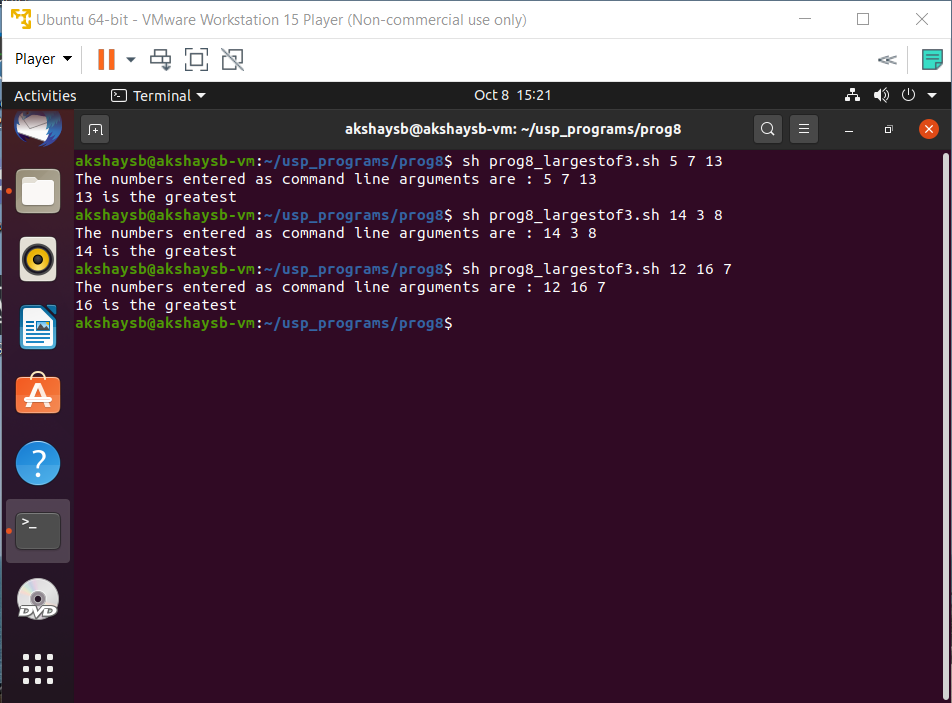 Ubuntu 64-bit - VMware Workstation 15 Player (Non-commercial use only)
Player
Activities Terminal Oct 8 15:21
akshaysb@akshaysb-vm: ~/usp_programs/prog8
akshaysb@akshaysb-vm:~/usp_programs/prog8$ sh prog8_largestof3.sh 5 7 13
The numbers entered as command line arguments are : 5 7 13
13 is the greatest
akshaysb@akshaysb-vm:~/usp_programs/prog8$ sh prog8_largestof3.sh 14 3 8
The numbers entered as command line arguments are : 14 3 8
14 is the greatest
akshaysb@akshaysb-vm:~/usp_programs/prog8$ sh prog8_largestof3.sh 12 16 7
The numbers entered as command line arguments are : 12 16 7
16 is the greatest
akshaysb@akshaysb-vm:~/usp_programs/prog8$
?
>_
DVD